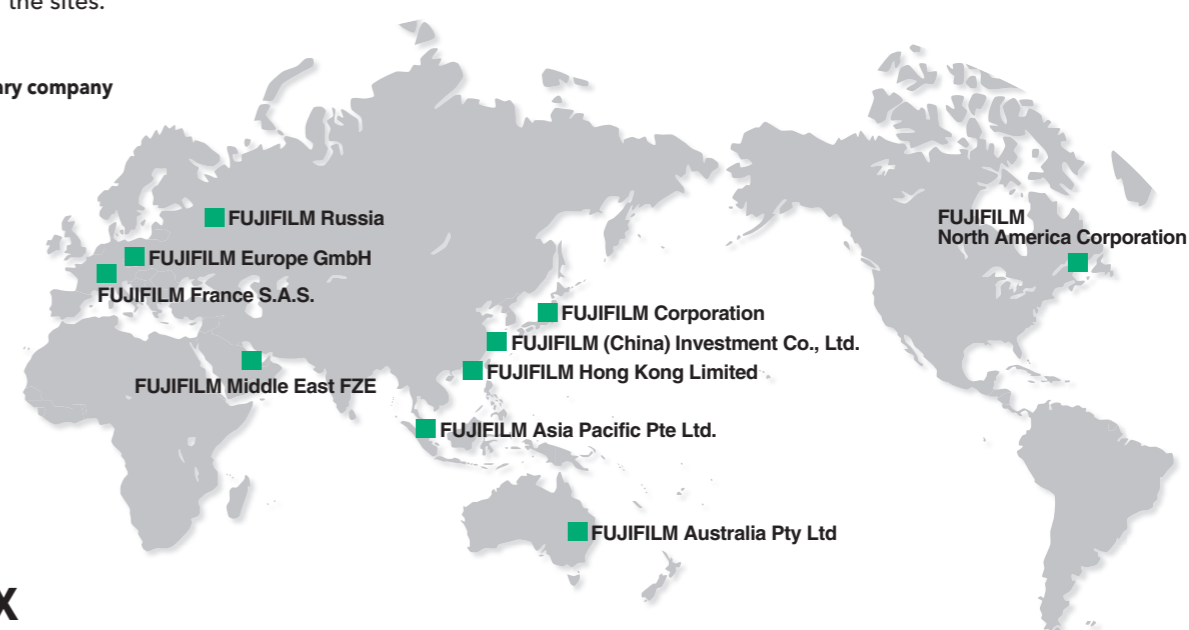 the sites.
ary company
FUJIFILM Russia
FUJIFILM
North America Corporation
FUJIFILM Europe GmbH
FUJIFILM France S.A.S.
FUJIFILM Corporation
FUJIFILM (China) Investment Co., Ltd.
FUJIFILM Hong Kong Limited
FUJIFILM Middle East FZE
FUJIFILM Asia Pacific Pte Ltd.
FUJIFILM Australia Pty Ltd
X